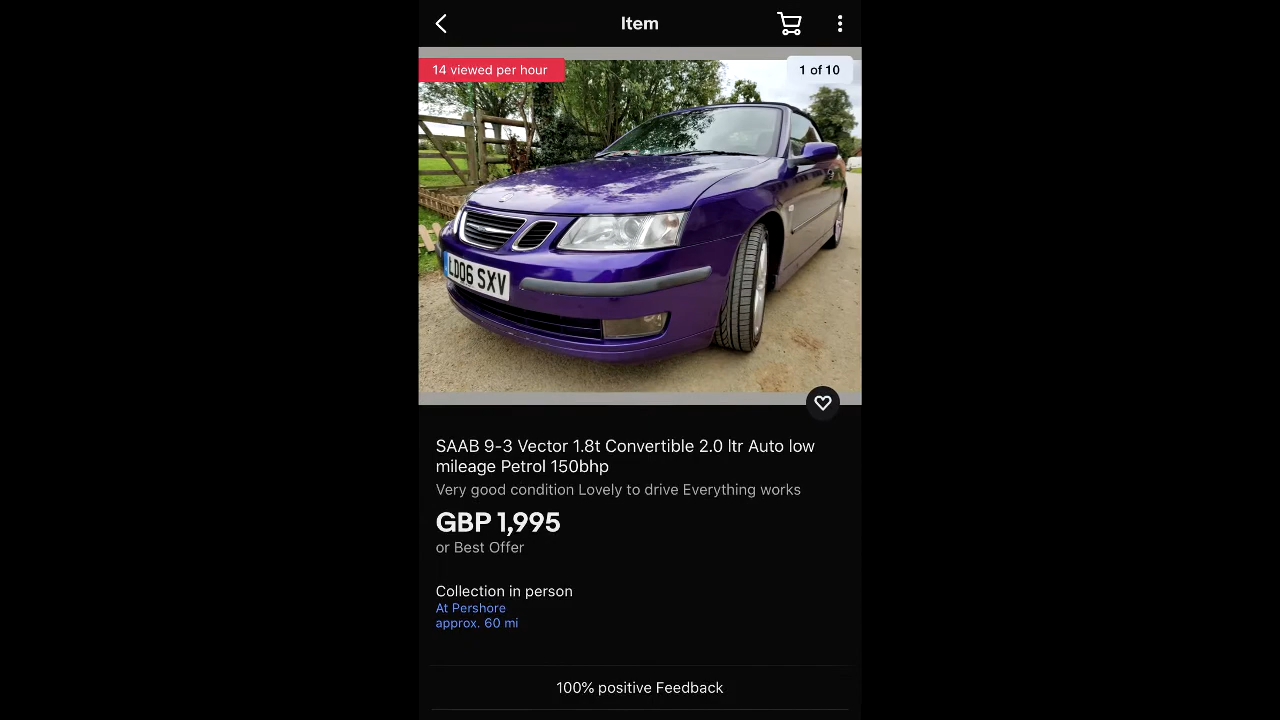 Item
14 viewed per hour
1 of 10
LD06 SXV
SAAB 9-3 Vector 1.8t Convertible 2.0 ltr Auto low
mileage Petrol 150bhp
Very good condition Lovely to drive Everything works
GBP 1,995
or Best Offer
Collection in person
At Pershore
approx. 60 mi
100% positive Feedback